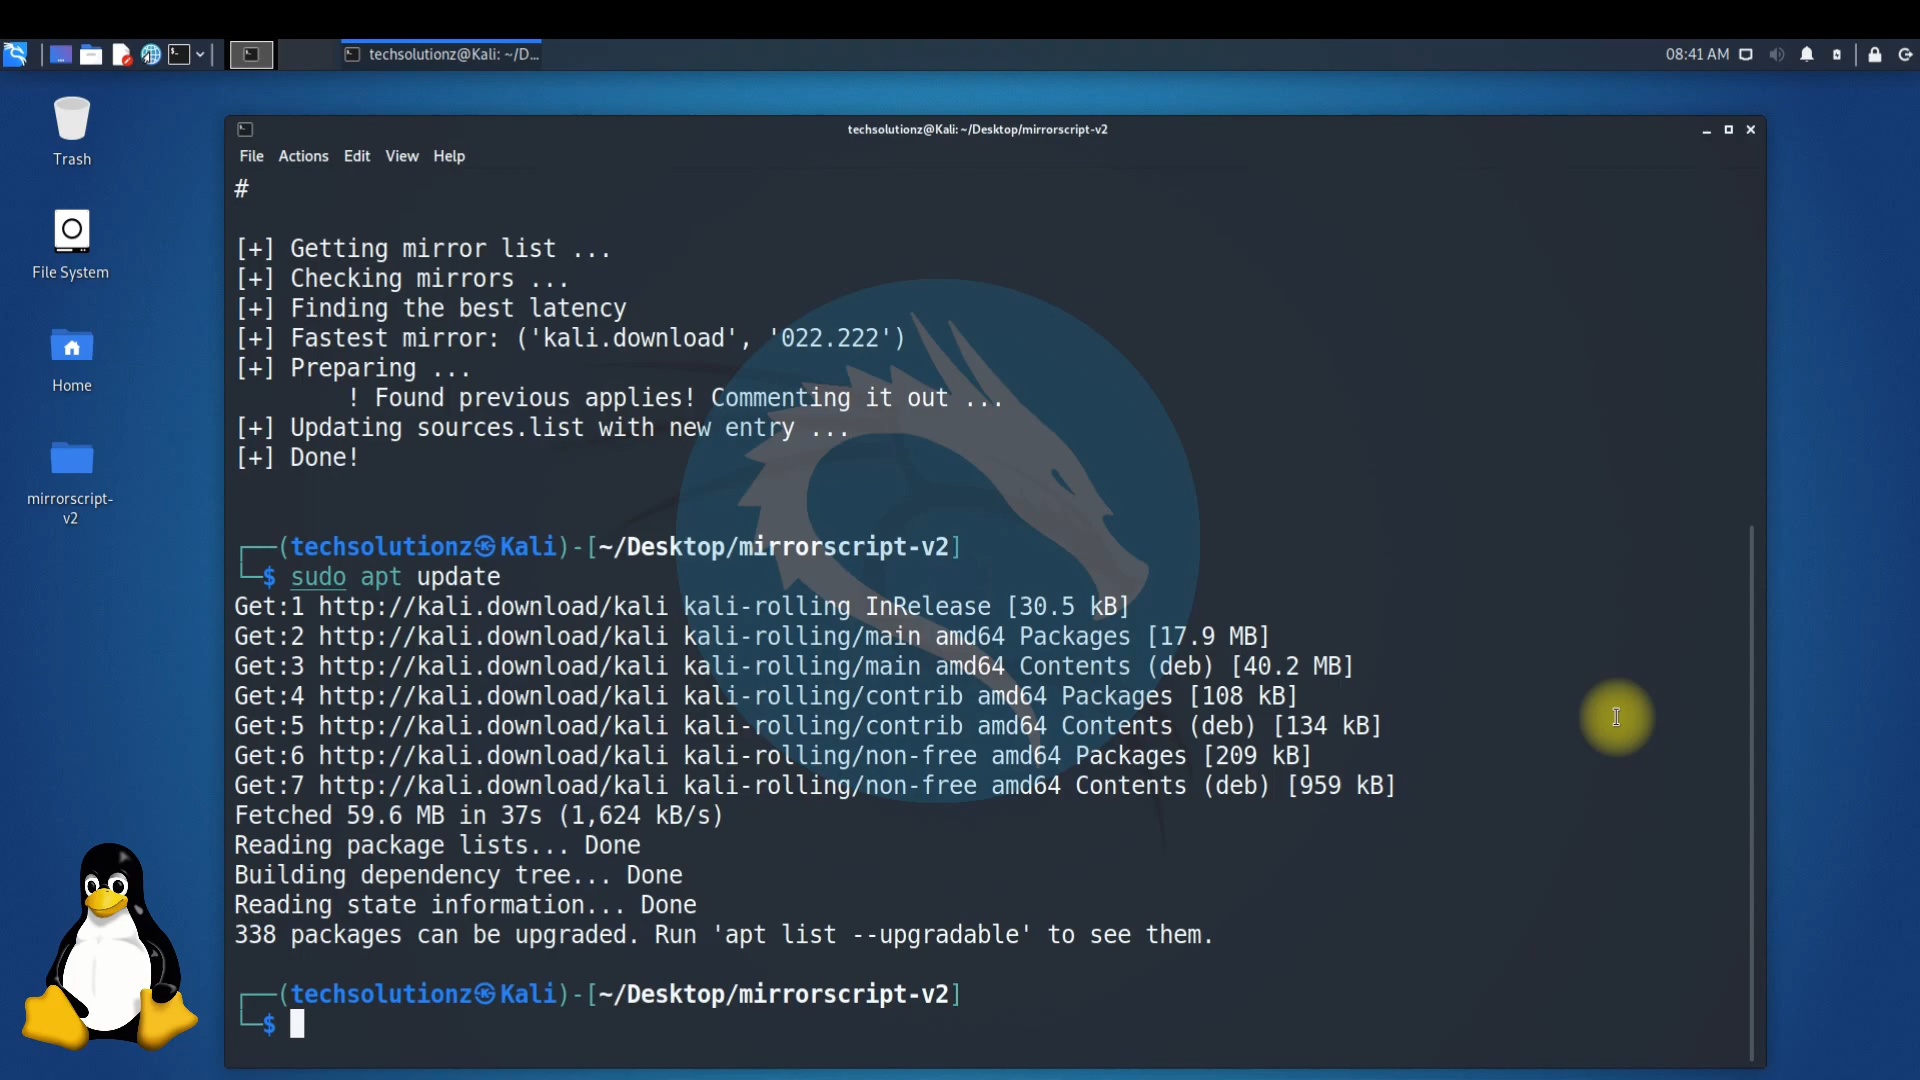 techsolutionz@Kali: ~/D...
08:41 AM
Trash
File System
Home
mirrorscript-
v2
techsolutionz@Kali: ~/Desktop/mirrorscript-v2
File Actions Edit View Help
#
[+] Getting mirror list ...
[+] Checking mirrors ...
[+] Finding the best latency
[+] Fastest mirror: ('kali.download', '022.222')
[+] Preparing ...
! Found previous applies! Commenting it out ...
[+] Updating sources.list with new entry ...
[+] Done!
┌──(techsolutionz㉿Kali)-[~/Desktop/mirrorscript-v2]
└─$ sudo apt update
Get:1 http://kali.download/kali kali-rolling InRelease [30.5 kB]
Get:2 http://kali.download/kali kali-rolling/main amd64 Packages [17.9 MB]
Get:3 http://kali.download/kali kali-rolling/main amd64 Contents (deb) [40.2 MB]
Get:4 http://kali.download/kali kali-rolling/contrib amd64 Packages [108 kB]
Get:5 http://kali.download/kali kali-rolling/contrib amd64 Contents (deb) [134 kB]
Get:6 http://kali.download/kali kali-rolling/non-free amd64 Packages [209 kB]
Get:7 http://kali.download/kali kali-rolling/non-free amd64 Contents (deb) [959 kB]
Fetched 59.6 MB in 37s (1,624 kB/s)
Reading package lists... Done
Building dependency tree... Done
Reading state information... Done
338 packages can be upgraded. Run 'apt list --upgradable' to see them.
┌──(techsolutionz㉿Kali)-[~/Desktop/mirrorscript-v2]
└─$